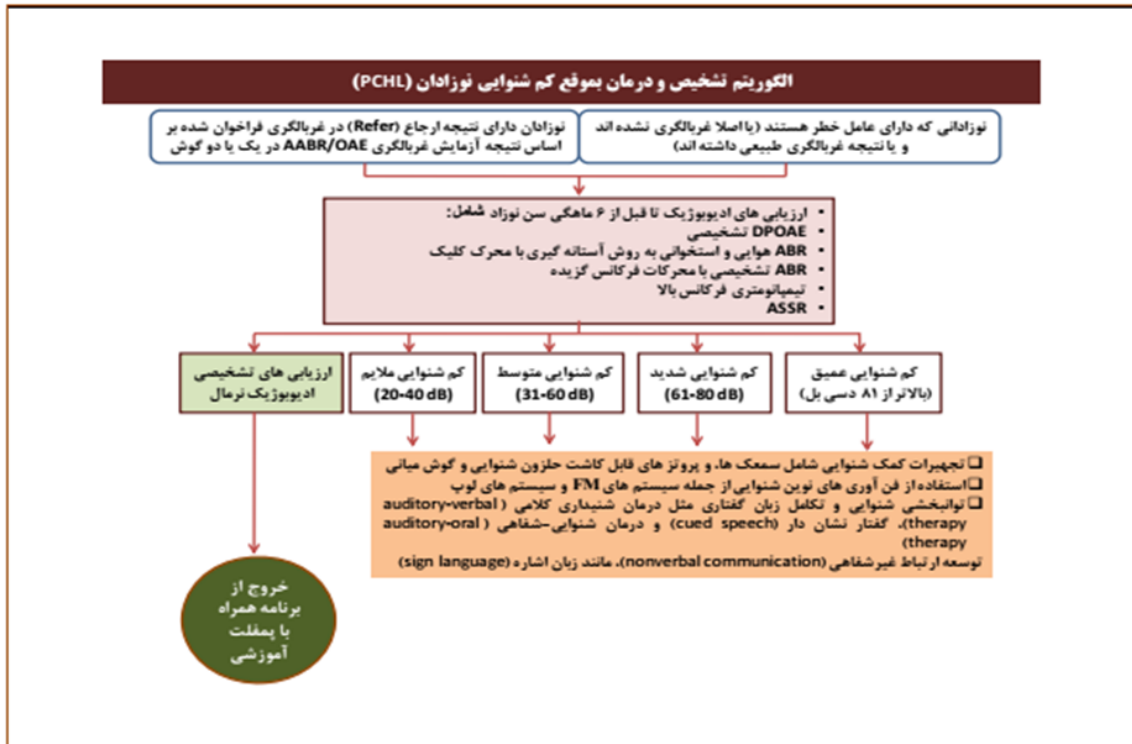 الگوریتم تشخیص و درمان بموقع کم شنوایی نوزادان (PCHL)
نوزادانی که دارای عامل خطر هستند (یا اصلا غربالگری نشده اند
و یا نتیجه غربالگری طبیعی داشته اند)
نوزادان دارای نتیجه ارجاع (Refer) در غربالگری فراخوان شده بر
اساس نتیجه آزمایش غربالگری AABR/OAE در یک یا دو گوش
▪ ارزیابی های ادیوبوژیک تا قبل از ۶ ماهگی سن نوزاد شامل:
▪ DPOAE تشخیصی
▪ ABR هوایی و استخوانی به روش آستانه گیری با محرک کلیک
▪ ABR تشخیصی با محرکات فرکانس گزیده
▪ تیمپانومتری فرکانس بالا
▪ ASSR
کم شنوایی عمیق
(بالاتر از ۸۱ دسی بل)
کم شنوایی شدید
(61-80 dB)
کم شنوایی متوسط
(31-60 dB)
کم شنوایی ملایم
(20-40 dB)
ارزیابی های تشخیصی
ادیوبوژیک نرمال
❑ تجهیرات کمک شنوایی شامل سمعک ها، و پروتز های قابل کاشت حلزون شنوایی و گوش میانی
❑ استفاده از فن آوری های نوین شنوایی از جمله سیستم های FM و سیستم های لوپ
❑ توانبخشی شنوایی و تکامل زبان گفتاری مثل درمان شنیداری کلامی (auditory-verbal
therapy)، گفتار نشان دار (cued speech) و درمان شنوایی-شفاهی (auditory-oral
therapy)
توسعه ارتباط غیرشفاهی (nonverbal communication)، مانند زبان اشاره (sign language)
خروج از
برنامه همراه
با پمفلت
آموزشی